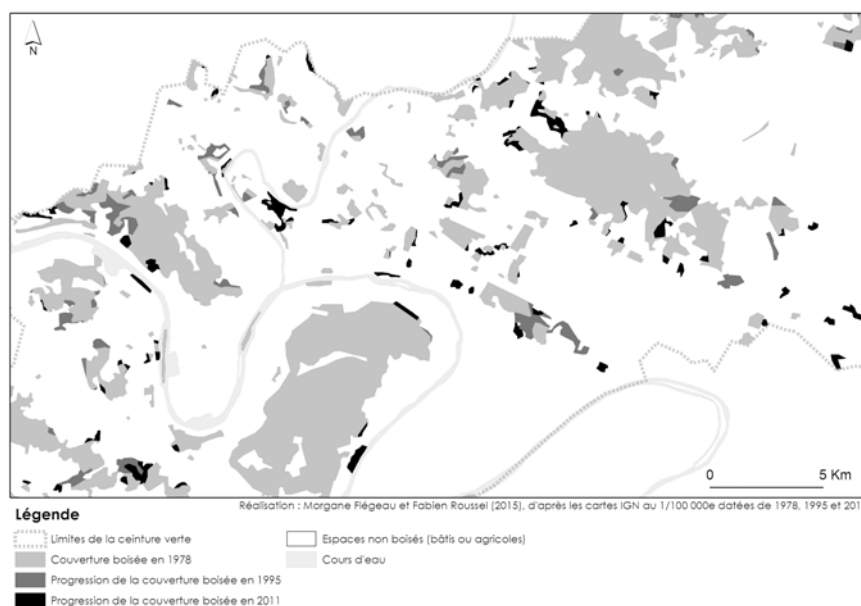 N
0 5 Km
Réalisation : Morgane Flégeau et Fabien Roussel (2015), d'après les cartes IGN au 1/100 000e datées de 1978, 1995 et 201
Légende
Limites de la ceinture verte
Couverture boisée en 1978
Progression de la couverture boisée en 1995
Progression de la couverture boisée en 2011
Espaces non boisés (bâtis ou agricoles)
Cours d'eau